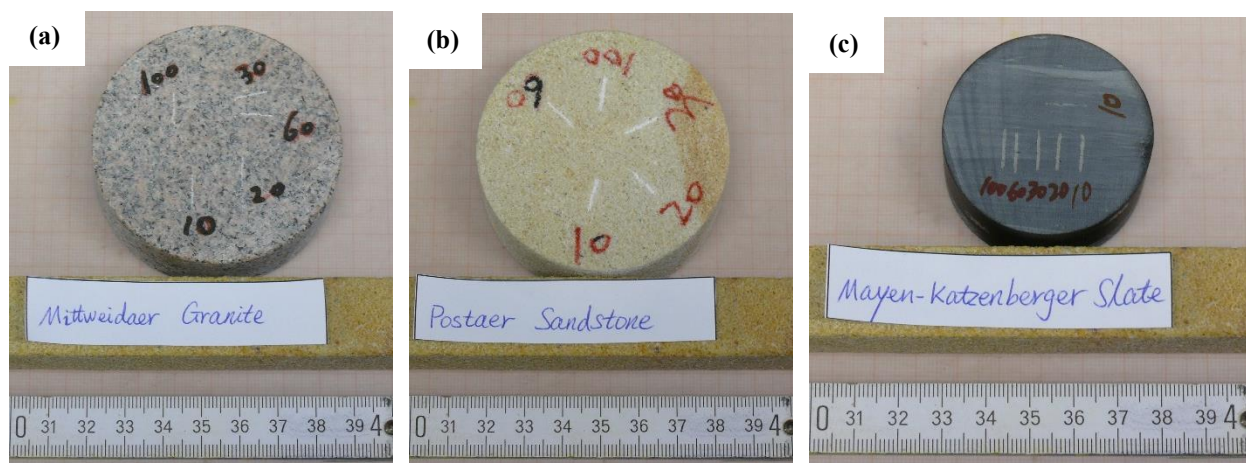 (a)
100 30
60
20
10
Mittweidaer Granite
0 31 32 33 34 35 36 37 38 39 4
(b)
100
60
20
10
Postaer Sandstone
0 31 32 33 34 35 36 37 38 39 4
(c)
10
100 60 30 20 10
Mayen-Katzenberger Slate
0 31 32 33 34 35 36 37 38 39 4